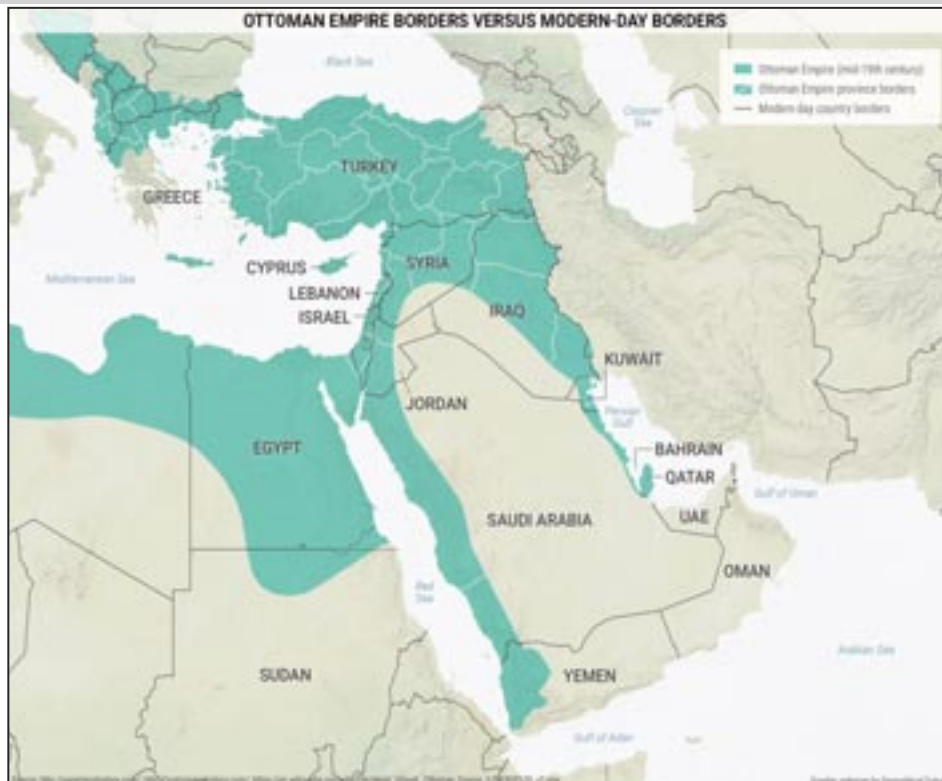 OTTOMAN EMPIRE BORDERS VERSUS MODERN-DAY BORDERS
Ottoman Empire (mid-19th century)
Ottoman Empire province borders
Modern-day country borders
Black Sea
Caspian
Sea
TURKEY
GREECE
CYPRUS
SYRIA
Mediterranean Sea
LEBANON
ISRAEL
IRAQ
KUWAIT
JORDAN
Persian
Gulf
EGYPT
BAHRAIN
QATAR
Gulf of Oman
SAUDI ARABIA
UAE
OMAN
Red
Sea
Arabian Sea
SUDAN
YEMEN
Gulf of Aden